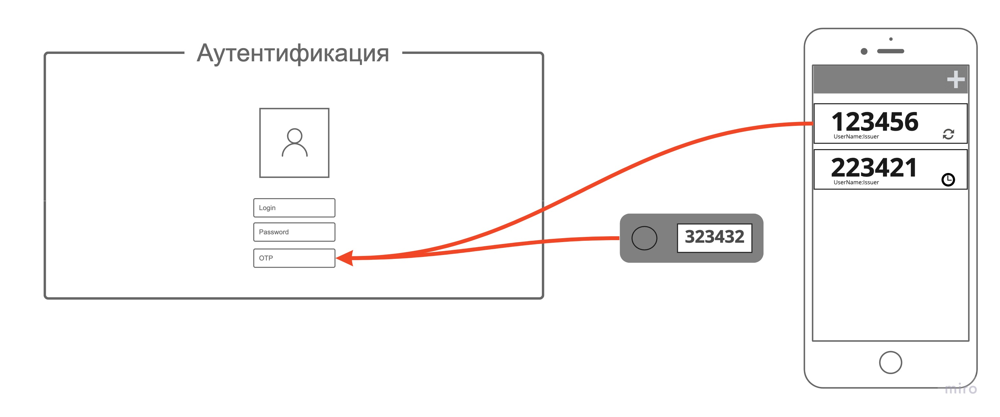 Аутентификация
Login
Password
OTP
323432
123456
UserName:Issuer
223421
UserName:Issuer
miro